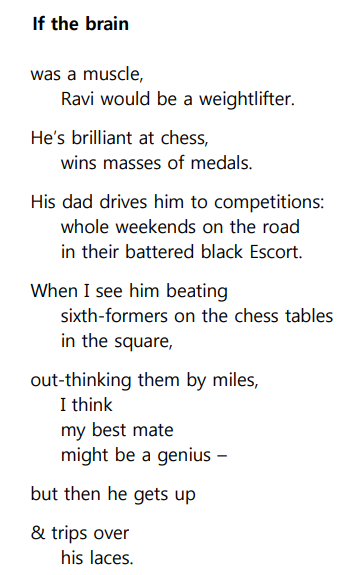 If the brain
was a muscle,
Ravi would be a weightlifter.
He’s brilliant at chess,
wins masses of medals.
His dad drives him to competitions:
whole weekends on the road
in their battered black Escort.
When I see him beating
sixth-formers on the chess tables
in the square,
out-thinking them by miles,
I think
my best mate
might be a genius –
but then he gets up
& trips over
his laces.